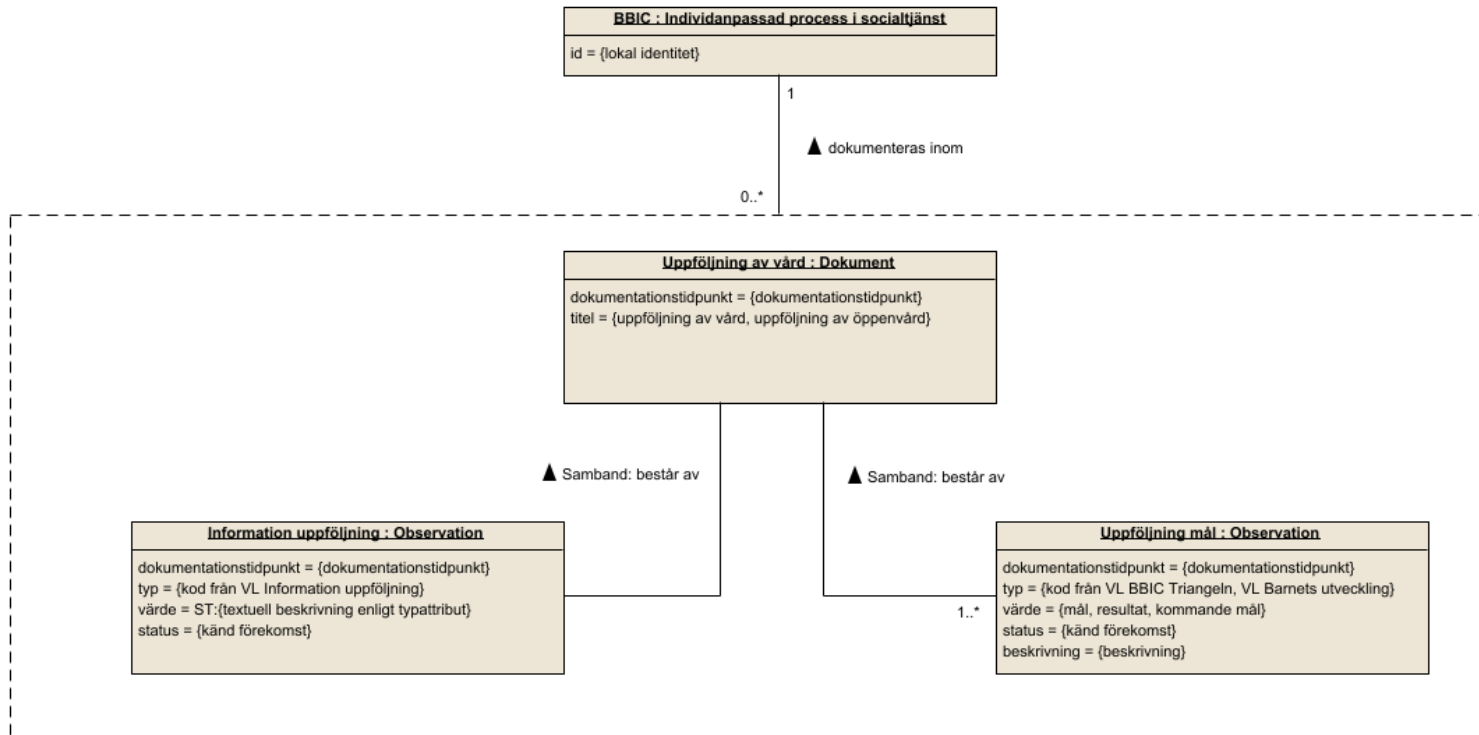 BBIC : Individanpassad process i socialtjänst
id = {lokal identitet}
1
dokumenteras inom
0..*
Uppföljning av vård : Dokument
dokumentationstidpunkt = {dokumentationstidpunkt}
titel = {uppföljning av vård, uppföljning av öppenvård}
Samband: består av
Samband: består av
Information uppföljning : Observation
dokumentationstidpunkt = {dokumentationstidpunkt}
typ = {kod från VL Information uppföljning}
värde = ST:{textuell beskrivning enligt typattribut}
status = {känd förekomst}
1..*
Uppföljning mål : Observation
dokumentationstidpunkt = {dokumentationstidpunkt}
typ = {kod från VL BBIC Triangeln, VL Barnets utveckling}
värde = {mål, resultat, kommande mål}
status = {känd förekomst}
beskrivning = {beskrivning}